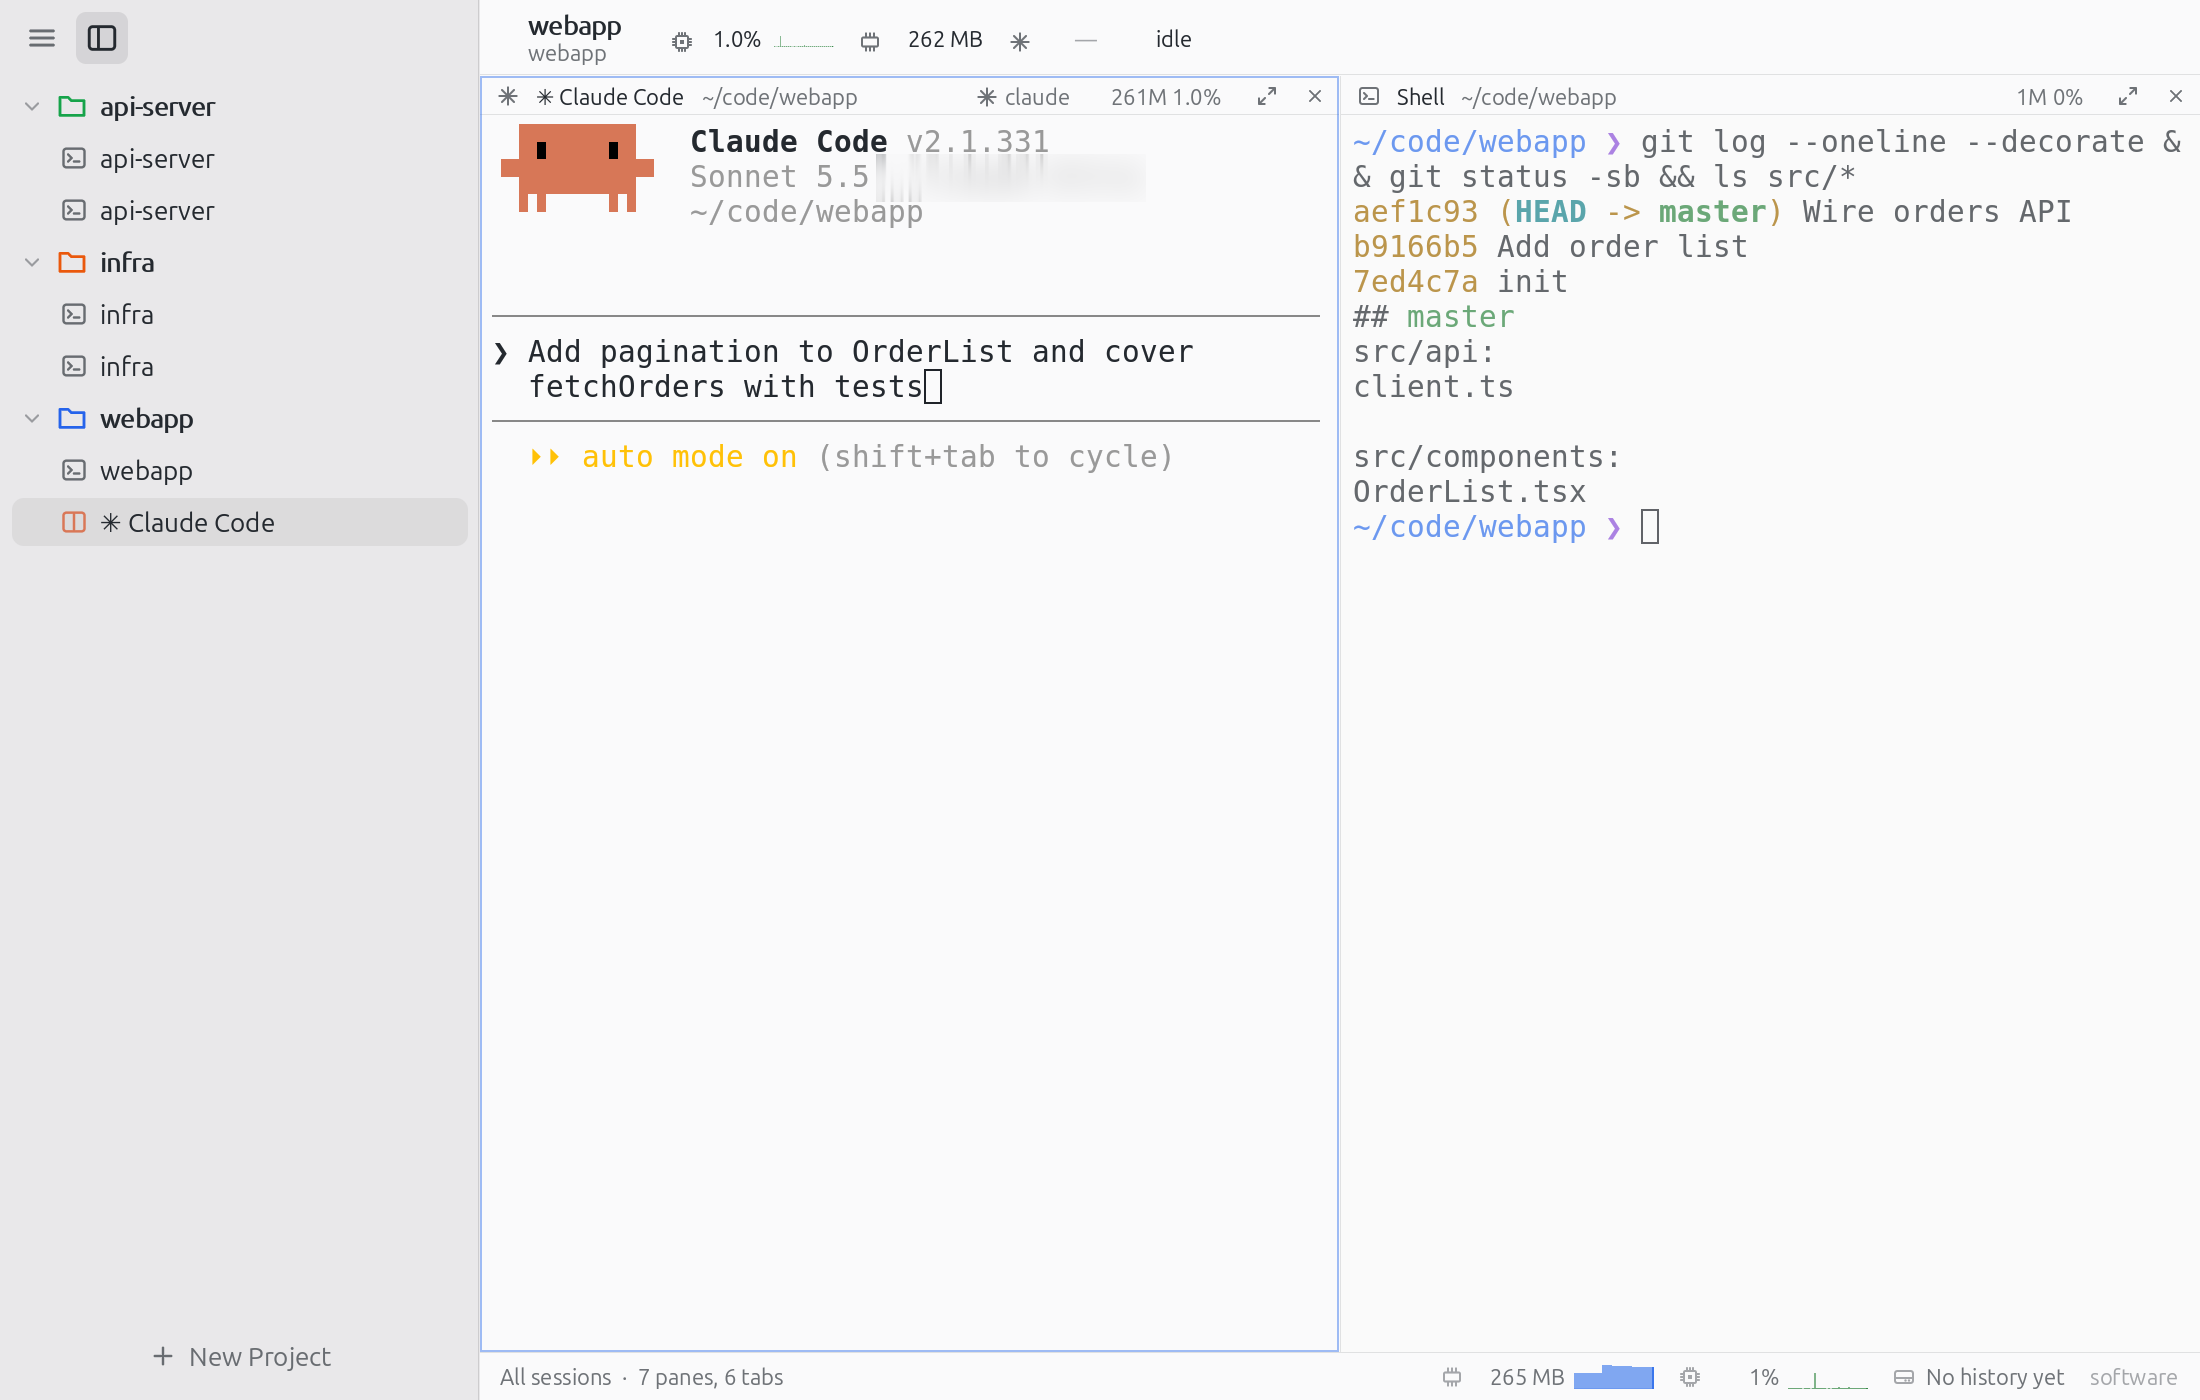 api-server
api-server
api-server
infra
infra
infra
webapp
webapp
✳ Claude Code
+ New Project
webapp
webapp
1.0%
262 MB
—
idle
✳ Claude Code ~/code/webapp
claude
261M 1.0%
Claude Code v2.1.331
Sonnet 5.5
~/code/webapp
❯ Add pagination to OrderList and cover
fetchOrders with tests
⏵⏵ auto mode on (shift+tab to cycle)
Shell ~/code/webapp
1M 0%
~/code/webapp ❯ git log --oneline --decorate &
& git status -sb && ls src/*
aef1c93 (HEAD -> master) Wire orders API
b9166b5 Add order list
7ed4c7a init
## master
src/api:
client.ts
src/components:
OrderList.tsx
~/code/webapp ❯
All sessions · 7 panes, 6 tabs
265 MB
1%
No history yet
software